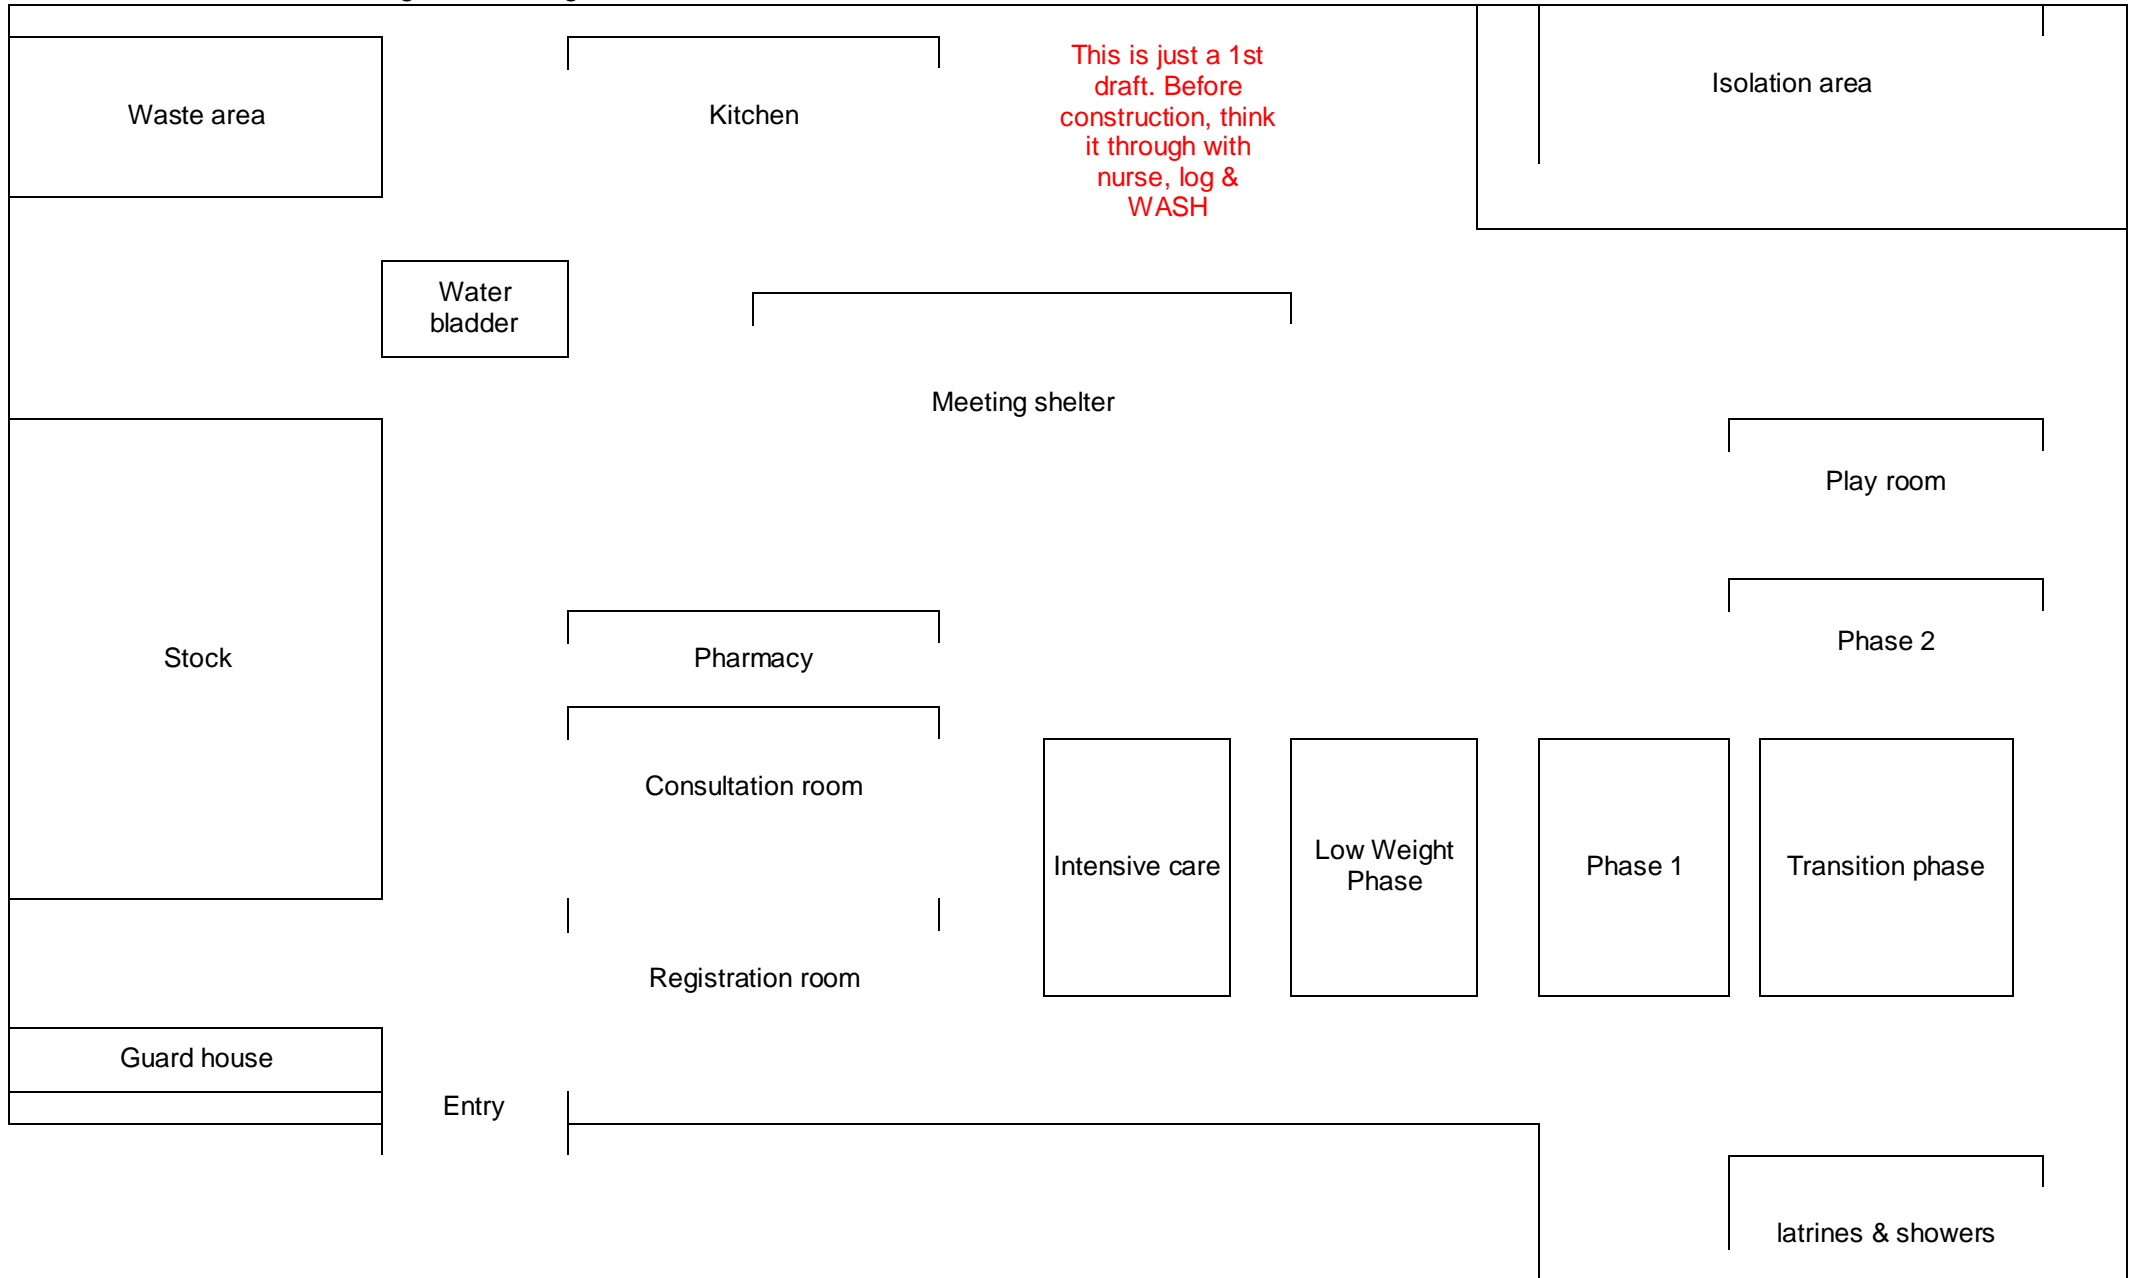 Waste area
Kitchen
This is just a 1st
draft. Before
construction, think
it through with
nurse, log &
WASH
Isolation area
Water
bladder
Meeting shelter
Play room
Stock
Pharmacy
Phase 2
Consultation room
Intensive care
Low Weight
Phase
Phase 1
Transition phase
Registration room
Guard house
Entry
latrines & showers